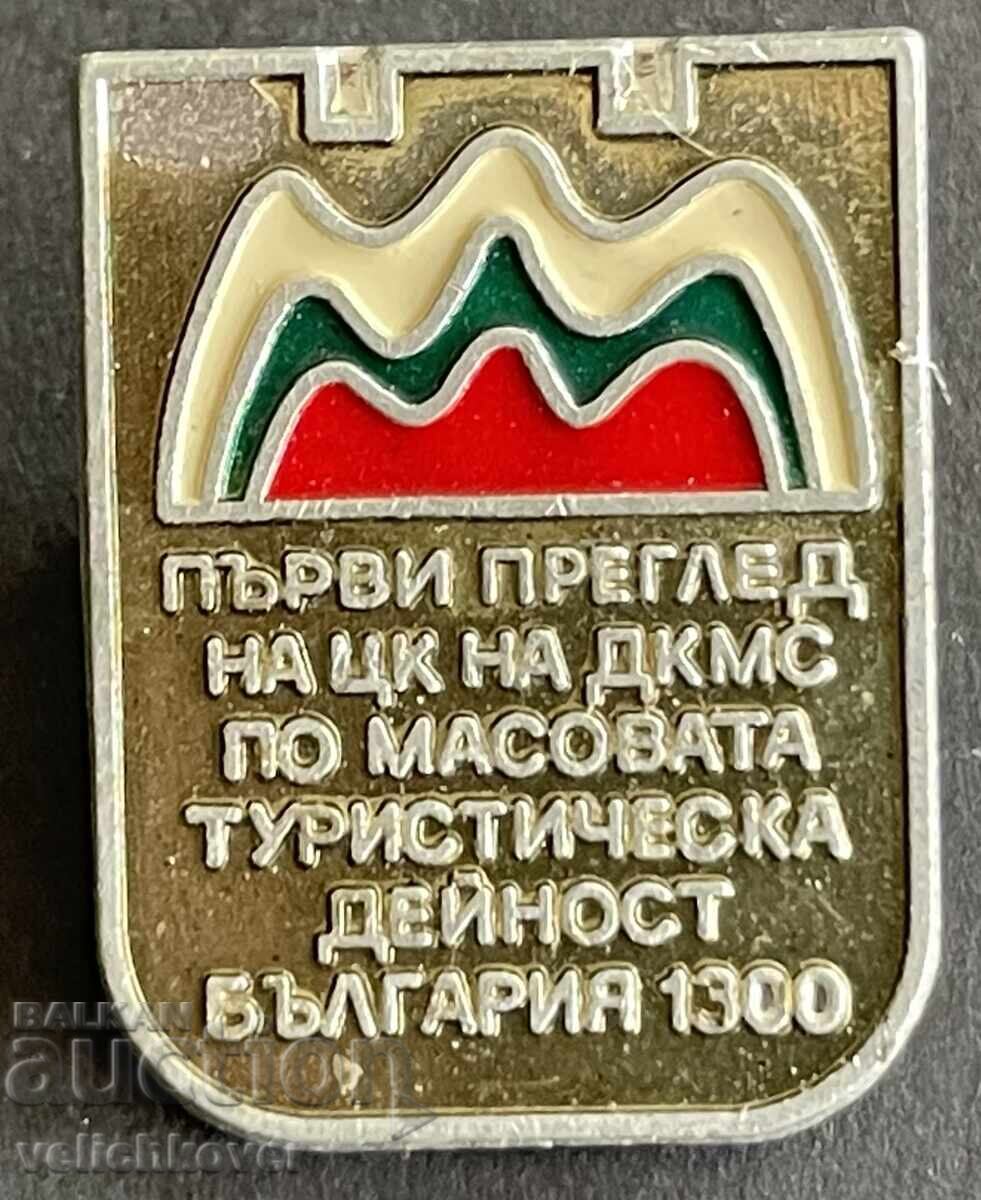 ПЪРВИ ПРЕГЛЕД
НА ЦК НА ДКМС
ПО МАСОВАТА
ТУРИСТИЧЕСКА
ДЕЙНОСТ
БЪЛГАРИЯ 1300
BALKAN
auction
velichkover